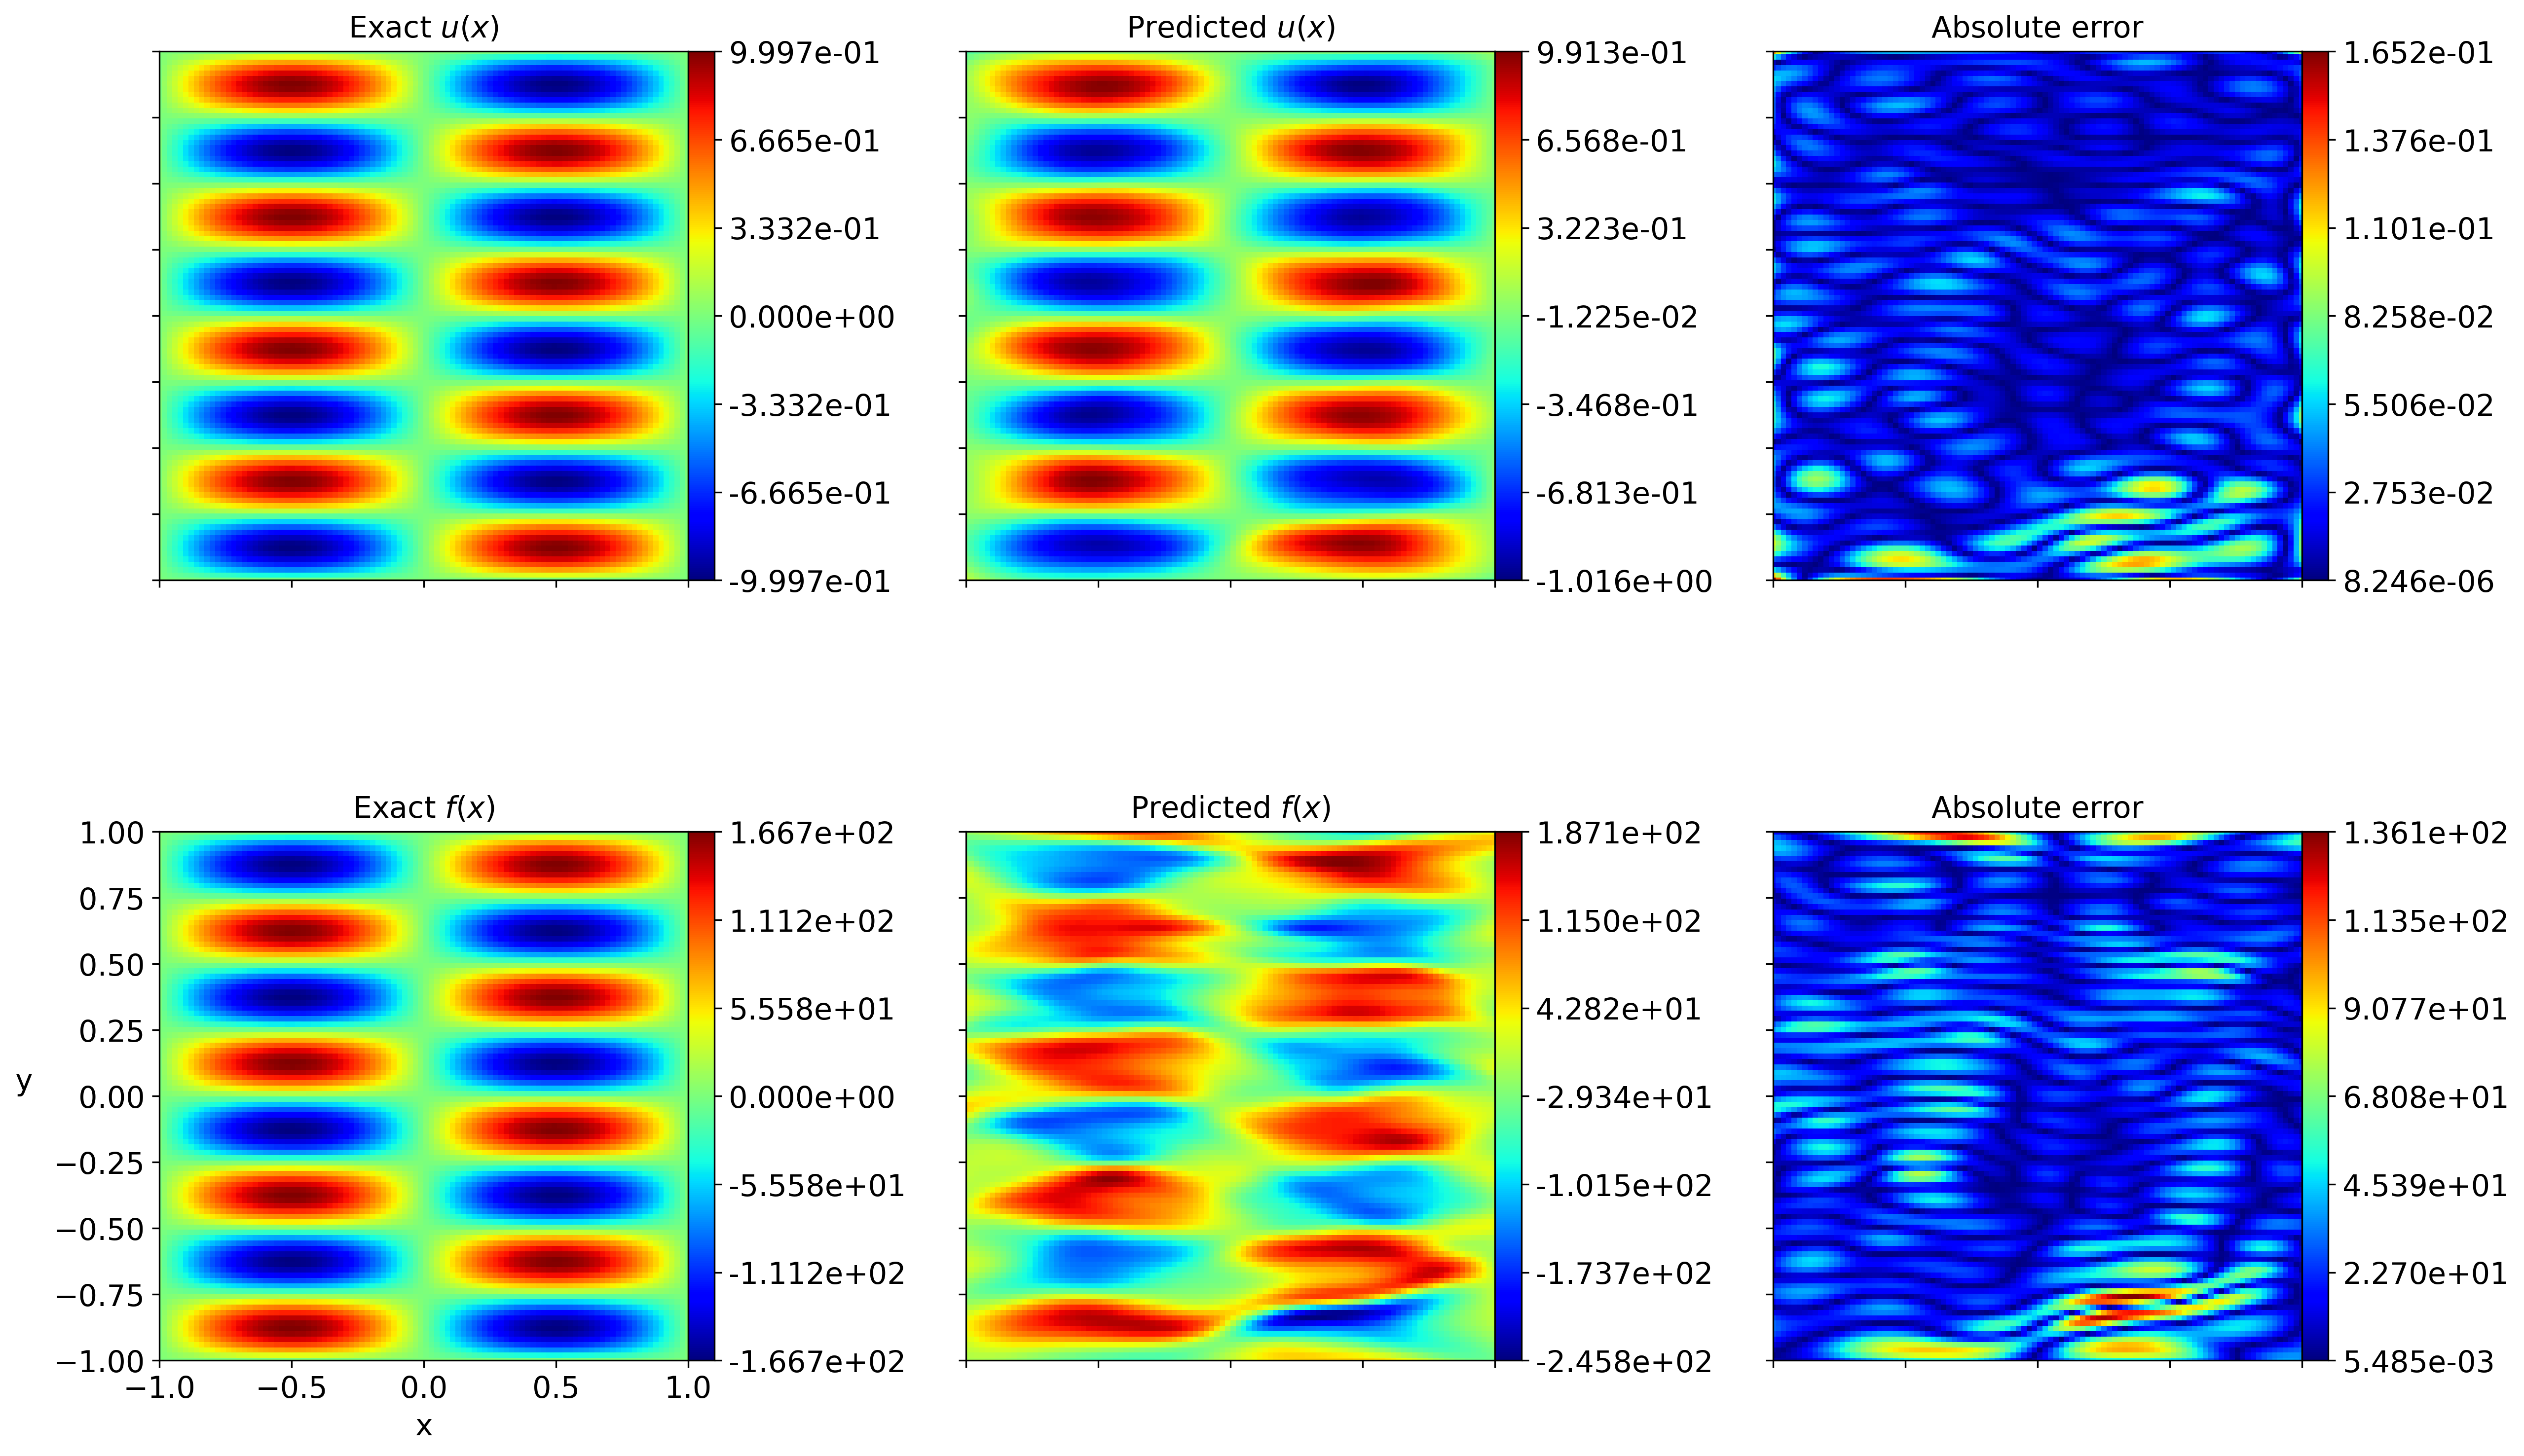 Exact u(x)
9.997e-01
6.665e-01
3.332e-01
0.000e+00
-3.332e-01
-6.665e-01
-9.997e-01
Predicted u(x)
9.913e-01
6.568e-01
3.223e-01
-1.225e-02
-3.468e-01
-6.813e-01
-1.016e+00
Absolute error
1.652e-01
1.376e-01
1.101e-01
8.258e-02
5.506e-02
2.753e-02
8.246e-06
Exact f(x)
y
1.00
0.75
0.50
0.25
0.00
−0.25
−0.50
−0.75
−1.00
−1.0 −0.5 0.0 0.5 1.0
x
1.667e+02
1.112e+02
5.558e+01
0.000e+00
-5.558e+01
-1.112e+02
-1.667e+02
Predicted f(x)
1.871e+02
1.150e+02
4.282e+01
-2.934e+01
-1.015e+02
-1.737e+02
-2.458e+02
Absolute error
1.361e+02
1.135e+02
9.077e+01
6.808e+01
4.539e+01
2.270e+01
5.485e-03